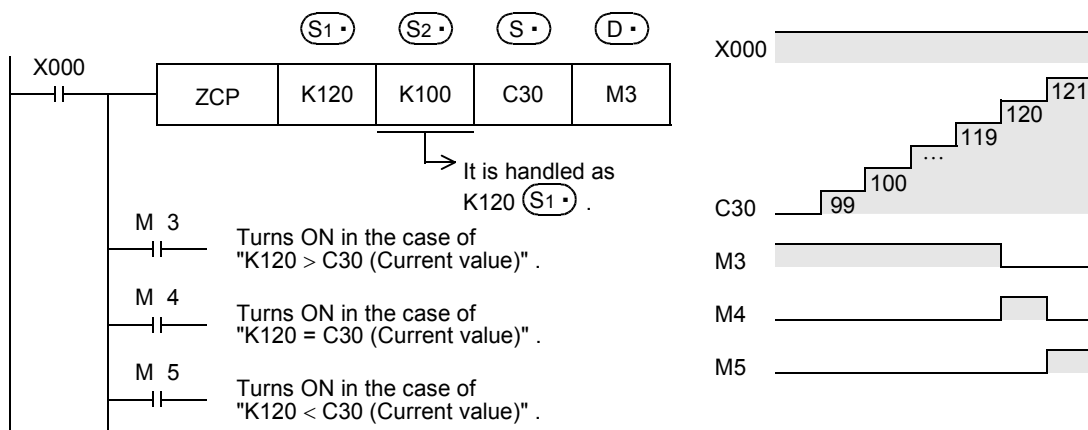 S1・ S2・ S・ D・
X000
ZCP K120 K100 C30 M3
It is handled as
K120 S1・ .
M 3
Turns ON in the case of
"K120 > C30 (Current value)" .
M 4
Turns ON in the case of
"K120 = C30 (Current value)" .
M 5
Turns ON in the case of
"K120 < C30 (Current value)" .
X000
121
120
119
…
100
99
C30
M3
M4
M5